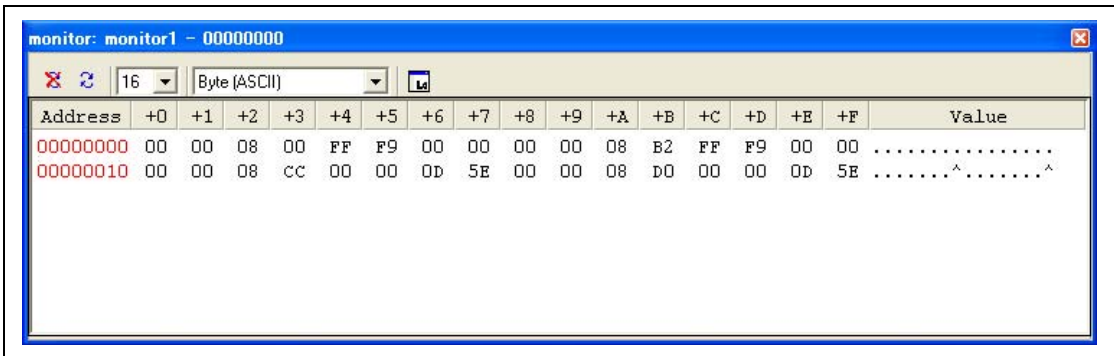 monitor: monitor1 - 00000000
16 Byte (ASCII)
Address +0 +1 +2 +3 +4 +5 +6 +7 +8 +9 +A +B +C +D +E +F Value
00000000 00 00 08 00 FF F9 00 00 00 00 08 B2 FF F9 00 00 ................
00000010 00 00 08 CC 00 00 0D 5E 00 00 08 D0 00 00 0D 5E .......^.......^